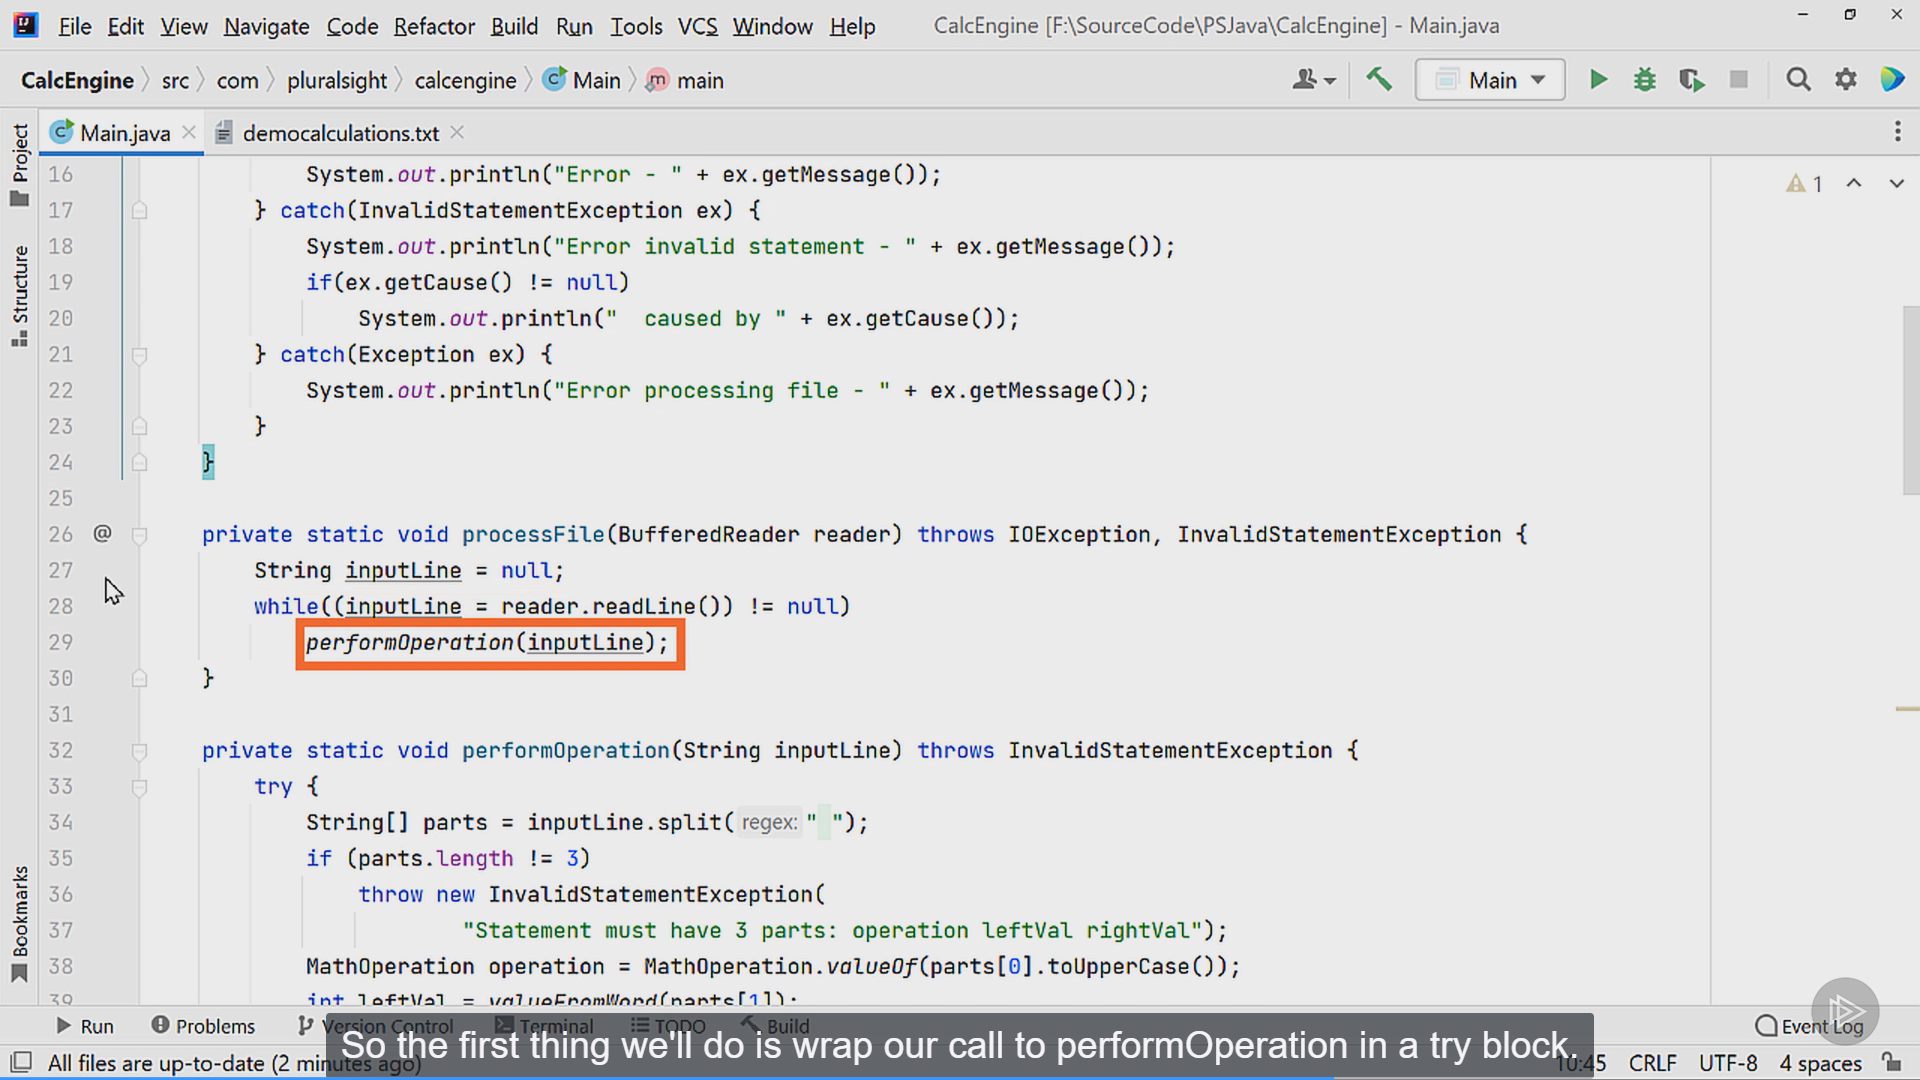 File Edit View Navigate Code Refactor Build Run Tools VCS Window Help CalcEngine [F:\SourceCode\PSJava\CalcEngine] - Main.java
CalcEngine src com pluralsight calcengine Main main
Main
Main.java democalculations.txt
Project
Structure
Bookmarks
1
16 System.out.println("Error - " + ex.getMessage());
17 } catch(InvalidStatementException ex) {
18 System.out.println("Error invalid statement - " + ex.getMessage());
19 if(ex.getCause() != null)
20 System.out.println("  caused by " + ex.getCause());
21 } catch(Exception ex) {
22 System.out.println("Error processing file - " + ex.getMessage());
23 }
24 }
25
26 @ private static void processFile(BufferedReader reader) throws IOException, InvalidStatementException {
27 String inputLine = null;
28 while((inputLine = reader.readLine()) != null)
29 performOperation(inputLine);
30 }
31
32 private static void performOperation(String inputLine) throws InvalidStatementException {
33 try {
34 String[] parts = inputLine.split( regex: " ");
35 if (parts.length != 3)
36 throw new InvalidStatementException(
37 "Statement must have 3 parts: operation leftVal rightVal");
38 MathOperation operation = MathOperation.valueOf(parts[0].toUpperCase());
39 int leftVal = valueFromWord(parts[1]);
Run Problems Version Control Terminal TODO Build Event Log
So the first thing we'll do is wrap our call to performOperation in a try block.
All files are up-to-date (2 minutes ago) 10:45 CRLF UTF-8 4 spaces